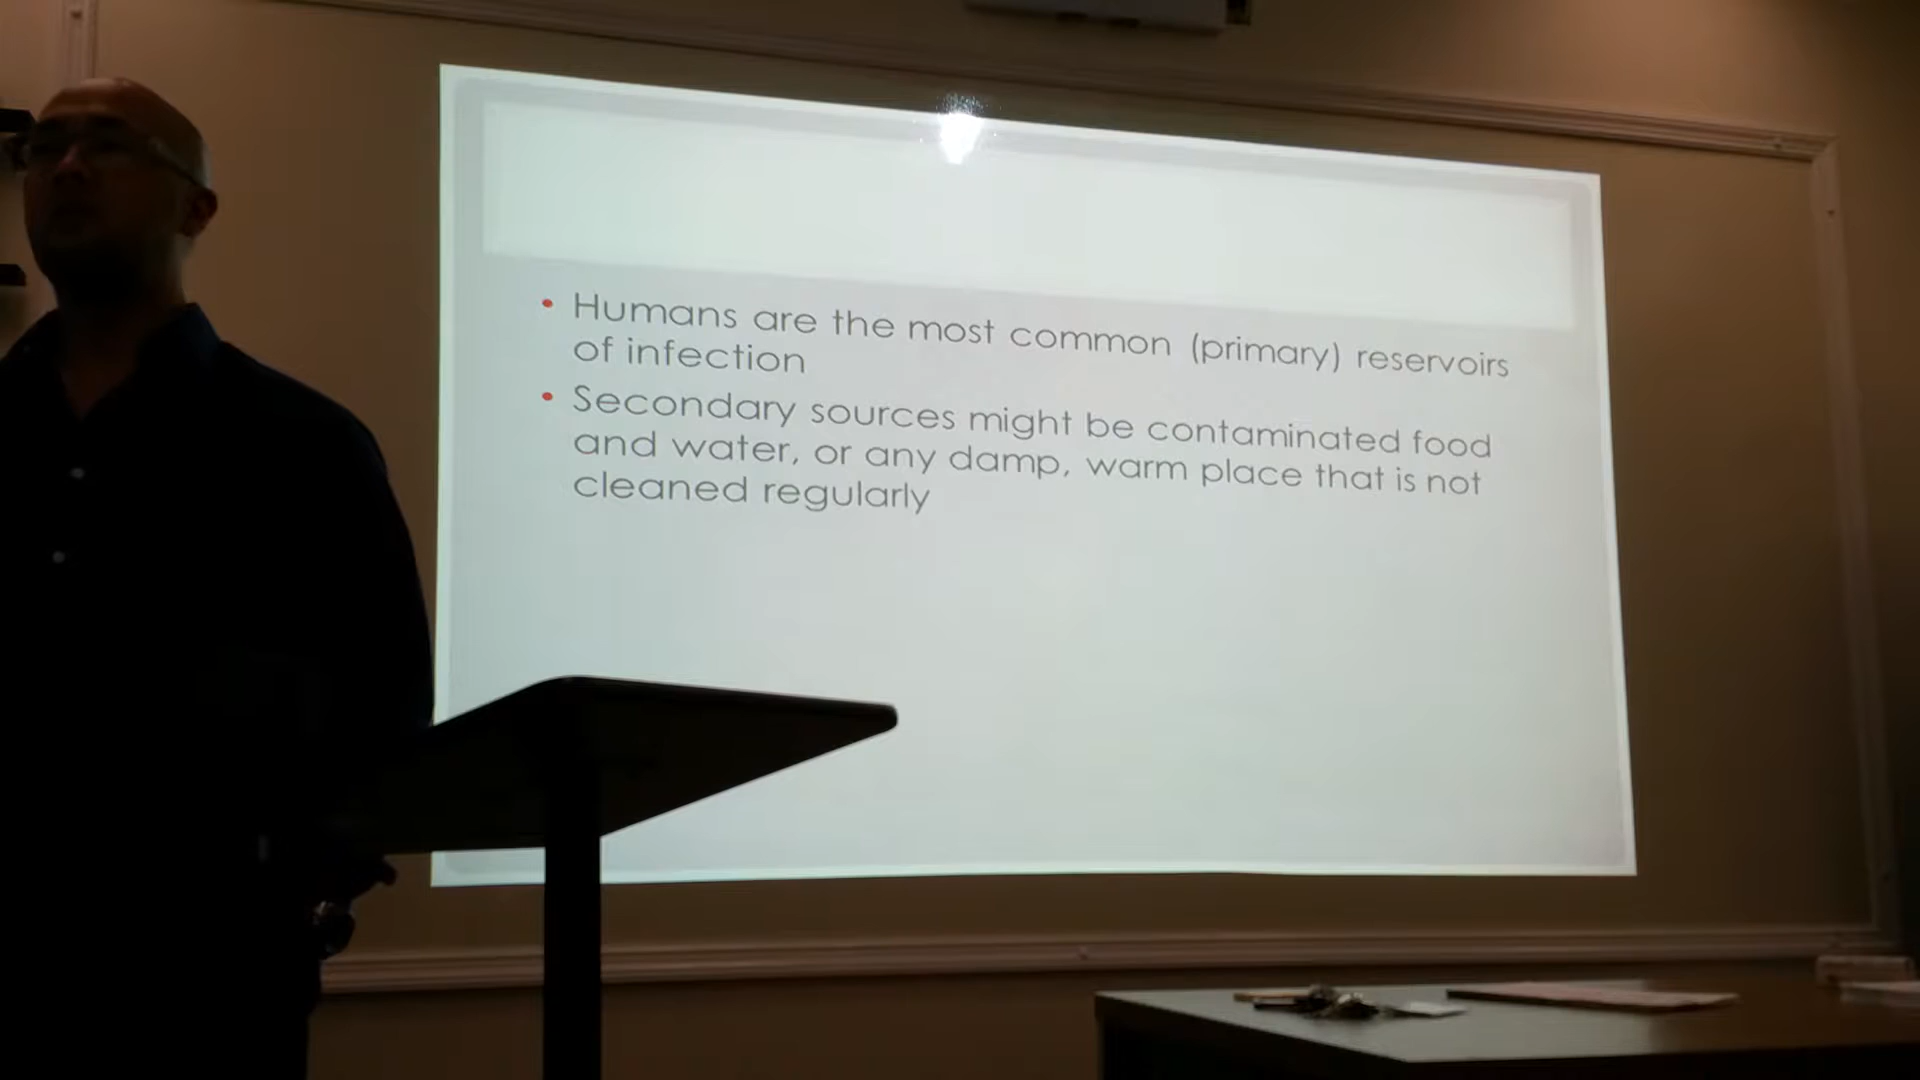 • Humans are the most common (primary) reservoirs
of infection
• Secondary sources might be contaminated food
and water, or any damp, warm place that is not
cleaned regularly